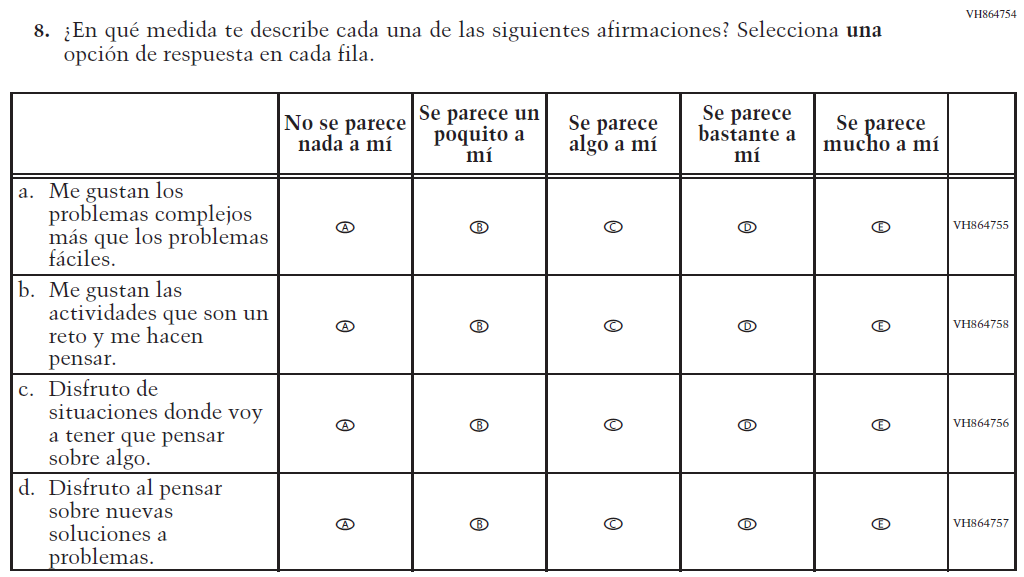 VH864754
8. ¿En qué medida te describe cada una de las siguientes afirmaciones? Selecciona una
opción de respuesta en cada fila.
No se parece
nada a mí
Se parece un
poquito a
mí
Se parece
algo a mí
Se parece
bastante a
mí
Se parece
mucho a mí
a. Me gustan los
problemas complejos
más que los problemas
fáciles.
A B C D E VH864755
b. Me gustan las
actividades que son un
reto y me hacen
pensar.
A B C D E VH864758
c. Disfruto de
situaciones donde voy
a tener que pensar
sobre algo.
A B C D E VH864756
d. Disfruto al pensar
sobre nuevas
soluciones a
problemas.
A B C D E VH864757